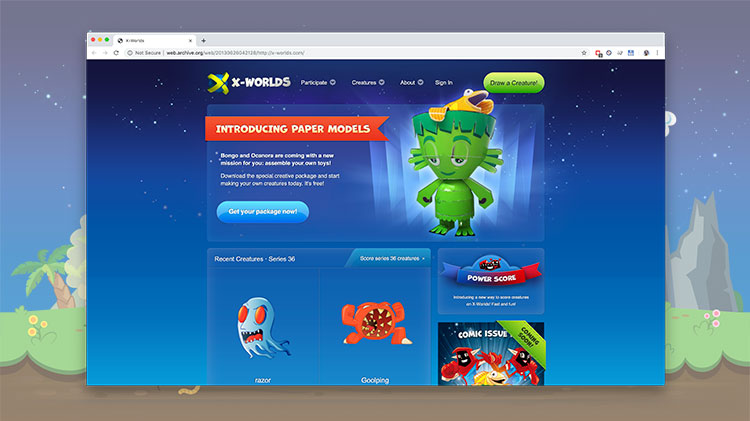 X-Worlds
Not Secure | web.archive.org/web/20130626042128/http://x-worlds.com/
X-WORLDS
Participate
Creatures
About
Sign In
Draw a Creature!
INTRODUCING PAPER MODELS
Bongo and Oconora are coming with a new
mission for you: assemble your own toys!
Download the special creative package and start
making your own creatures today. It's free!
Get your package now!
Recent Creatures - Series 36
Score series 36 creatures
POWER SCORE
Introducing a new way to score creatures
on X-Worlds! Fast and fun!
COMIC ISSUE
COMING
SOON!
razor
Goolping